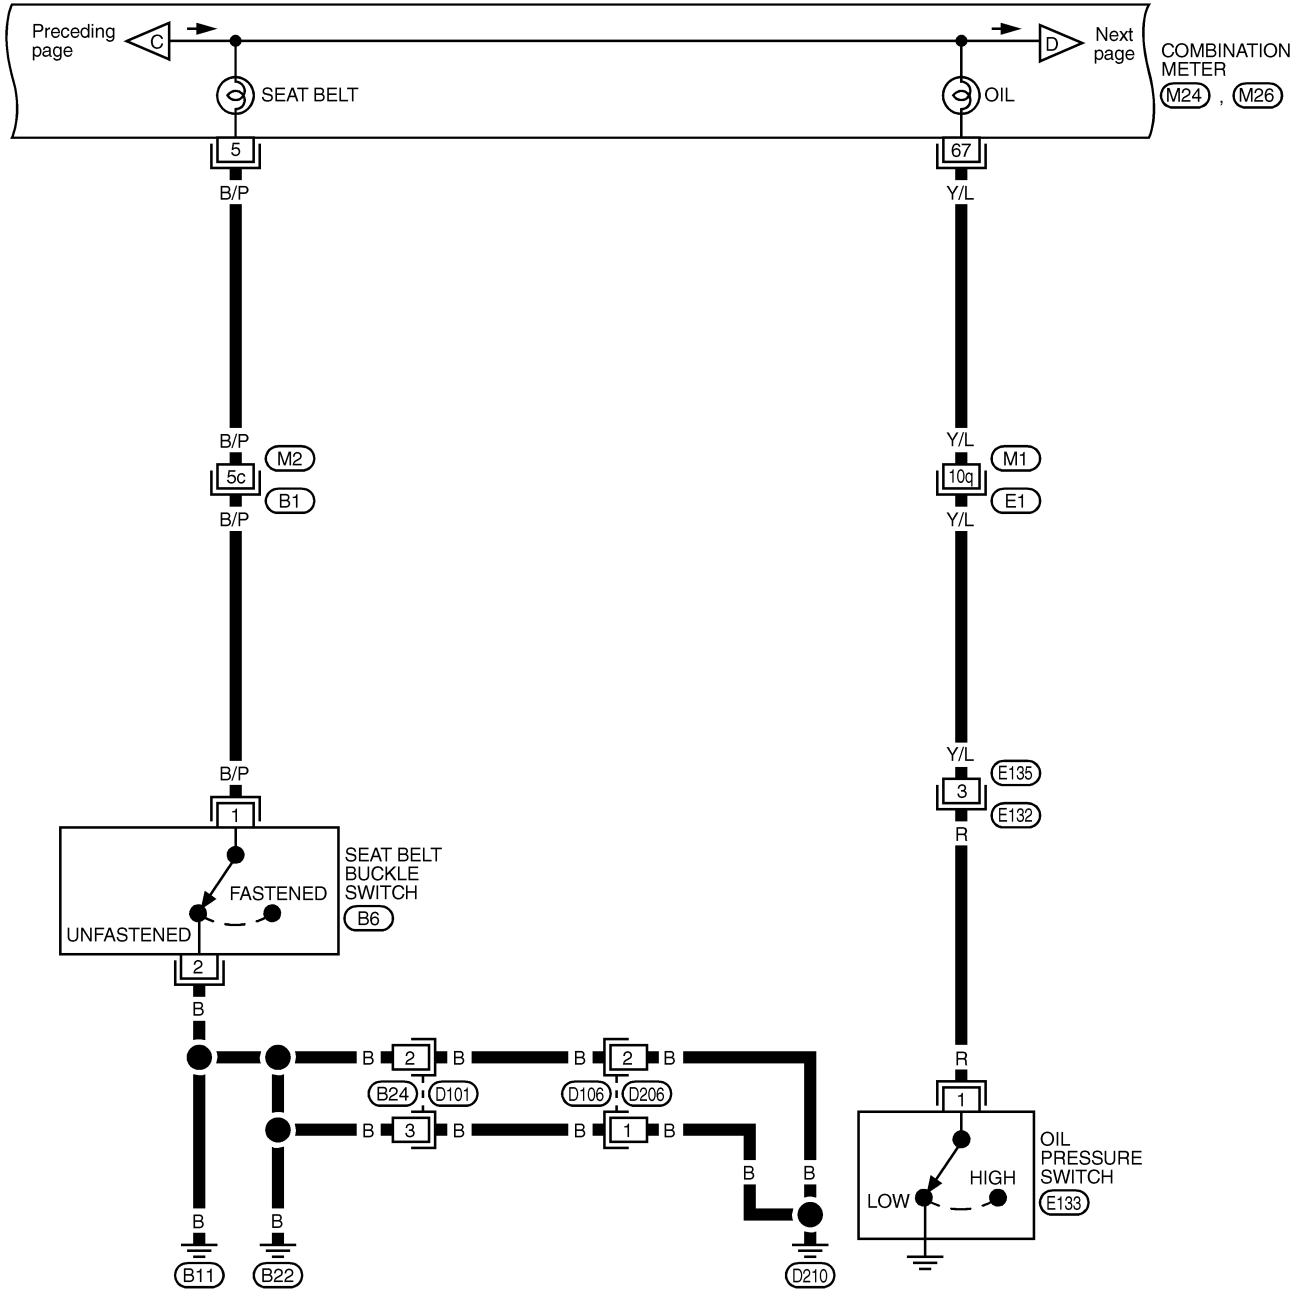 Preceding
page
C
D
Next
page
COMBINATION
METER
M24 , M26
SEAT BELT
OIL
5
67
B/P
Y/L
B/P
Y/L
M2
M1
5c
10q
B1
E1
B/P
Y/L
B/P
Y/L
E135
3
E132
R
1
SEAT BELT
BUCKLE
SWITCH
B6
FASTENED
UNFASTENED
2
B
B 2 B
B 2 B
B24 D101
D106 D206
B 3 B
B 1 B
B
B
B
B
B11
B22
D210
R
1
OIL
PRESSURE
SWITCH
E133
HIGH
LOW